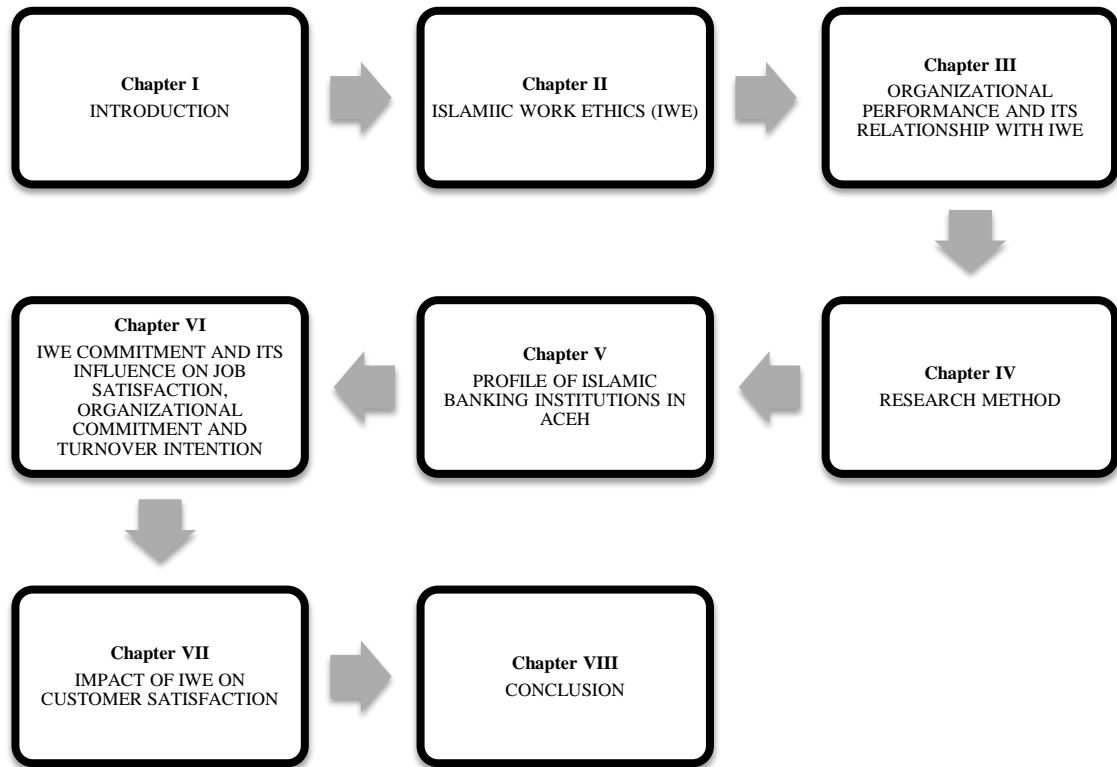 Chapter I
INTRODUCTION
Chapter II
ISLAMIIC WORK ETHICS (IWE)
Chapter III
ORGANIZATIONAL
PERFORMANCE AND ITS
RELATIONSHIP WITH IWE
Chapter IV
RESEARCH METHOD
Chapter V
PROFILE OF ISLAMIC
BANKING INSTITUTIONS IN
ACEH
Chapter VI
IWE COMMITMENT AND ITS
INFLUENCE ON JOB
SATISFACTION,
ORGANIZATIONAL
COMMITMENT AND
TURNOVER INTENTION
Chapter VII
IMPACT OF IWE ON
CUSTOMER SATISFACTION
Chapter VIII
CONCLUSION